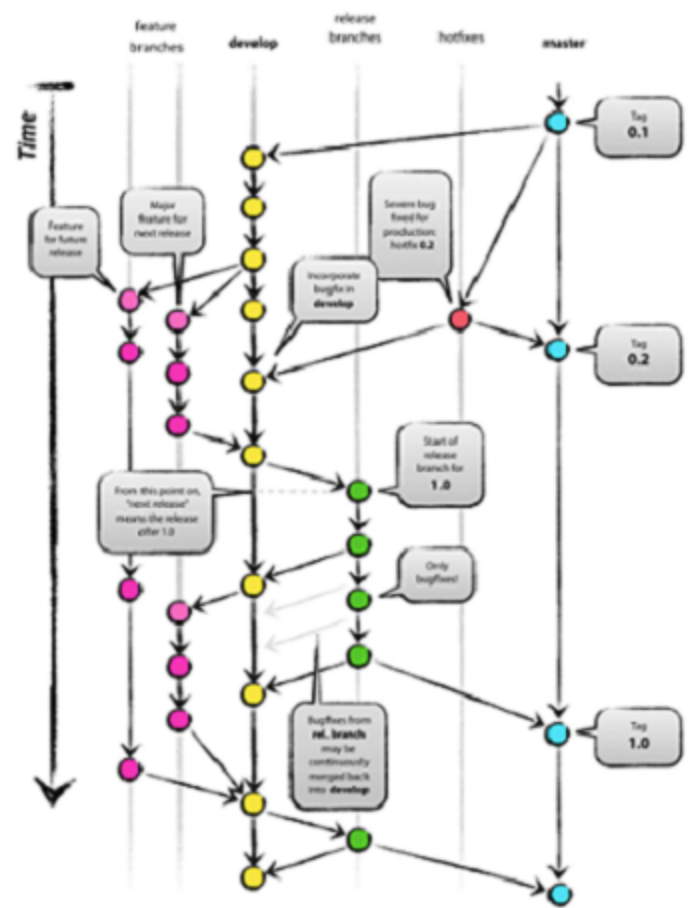 feature
branches
develop
release
branches
hotfixes
master
Time
Tag
0.1
Major
feature for
next release
Severe bug
fixed for
production:
hotfix 0.2
Feature
for future
release
Incorporate
bugfix in
develop
Tag
0.2
Start of
release
branch for
1.0
From this point on,
"next release"
means the release
after 1.0
Only
bugfixes!
Bugfixes from
rel. branch
may be
continuously
merged back
into develop
Tag
1.0